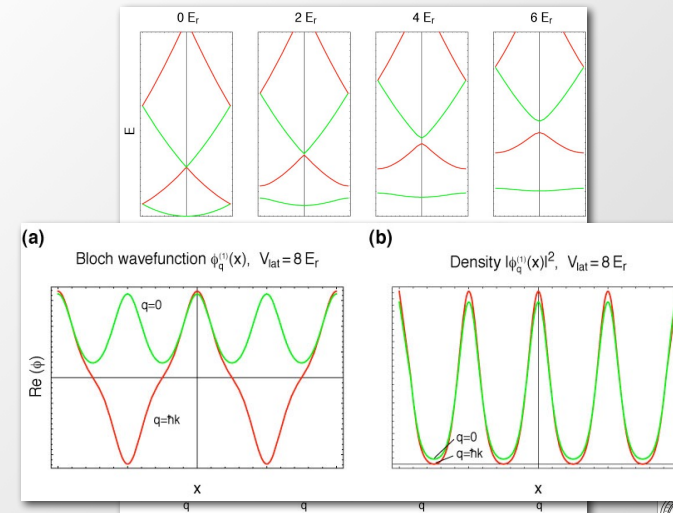 0 Er 2 Er 4 Er 6 Er
E
(a)
Bloch wavefunction ϕq⁽¹⁾(x), Vlat = 8 Er
q=0
Re (ϕ)
q=ħk
x
(b)
Density |ϕq⁽¹⁾(x)|², Vlat = 8 Er
q=0
q=ħk
x
q q q q